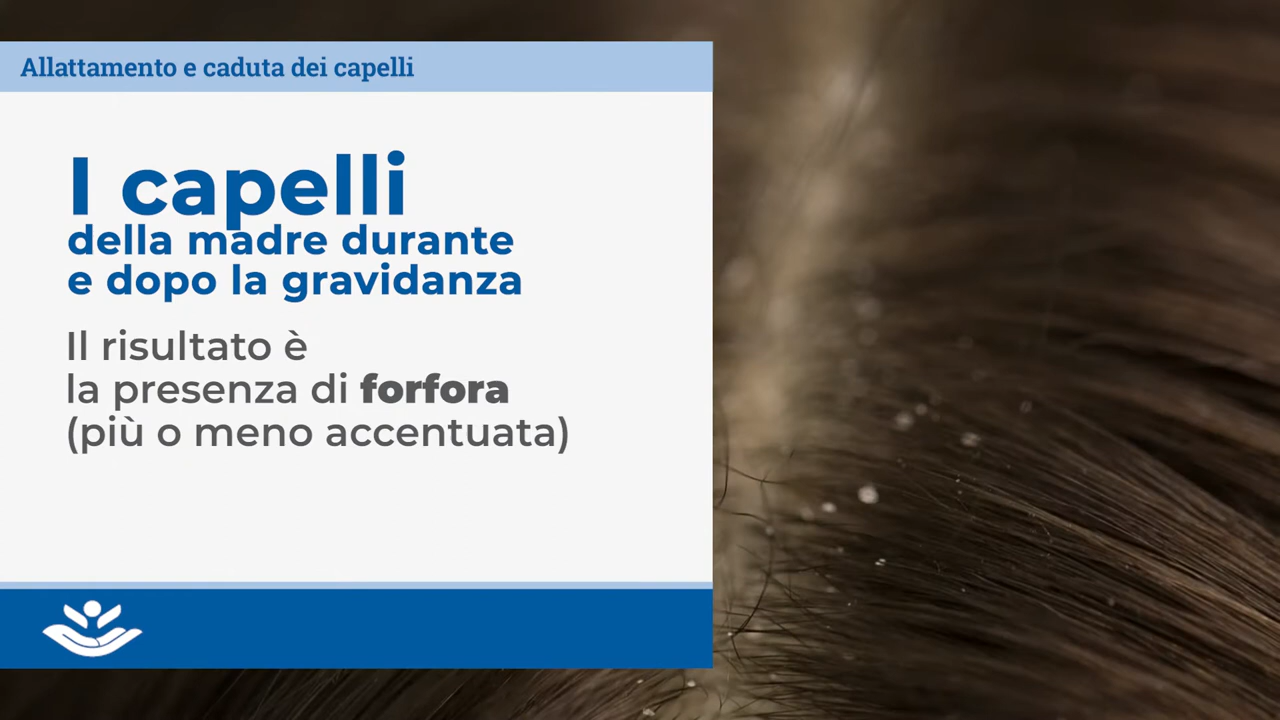 Allattamento e caduta dei capelli
I capelli
della madre durante
e dopo la gravidanza
Il risultato è
la presenza di forfora
(più o meno accentuata)